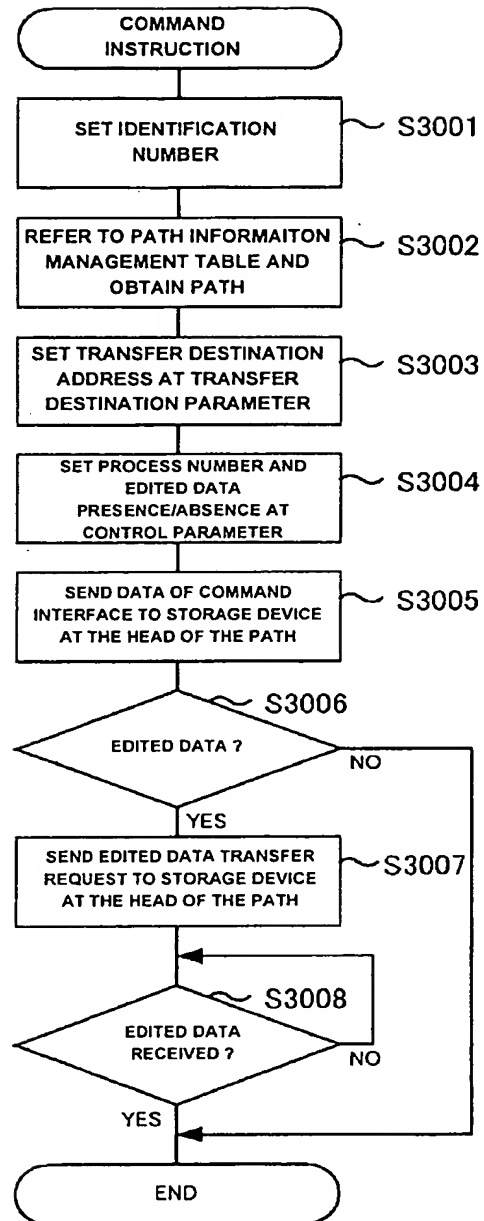 COMMAND
INSTRUCTION
SET IDENTIFICATION
NUMBER
S3001
REFER TO PATH INFORMAITON
MANAGEMENT TABLE AND
OBTAIN PATH
S3002
SET TRANSFER DESTINATION
ADDRESS AT TRANSFER
DESTINATION PARAMETER
S3003
SET PROCESS NUMBER AND
EDITED DATA
PRESENCE/ABSENCE AT
CONTROL PARAMETER
S3004
SEND DATA OF COMMAND
INTERFACE TO STORAGE DEVICE
AT THE HEAD OF THE PATH
S3005
S3006
EDITED DATA ?
NO
YES
SEND EDITED DATA TRANSFER
REQUEST TO STORAGE DEVICE
AT THE HEAD OF THE PATH
S3007
S3008
EDITED DATA
RECEIVED ?
NO
YES
END